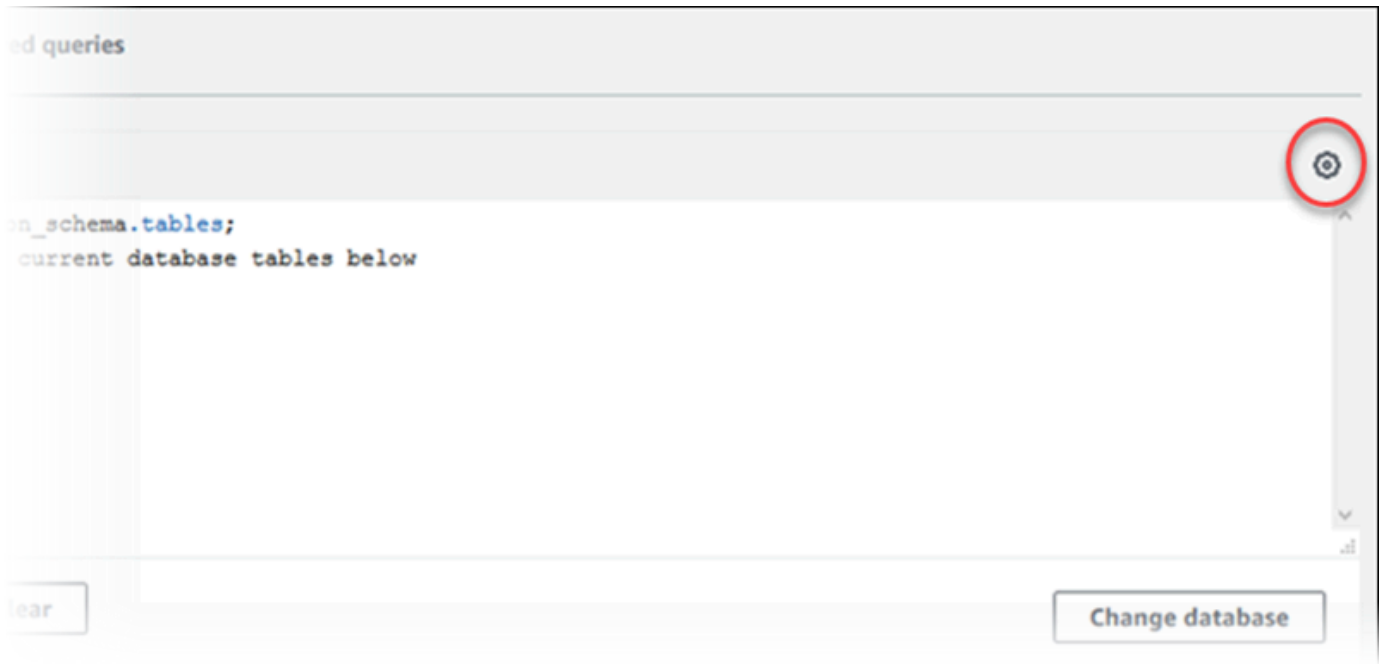 ed queries
on_schema.tables;
current database tables below
lear
Change database